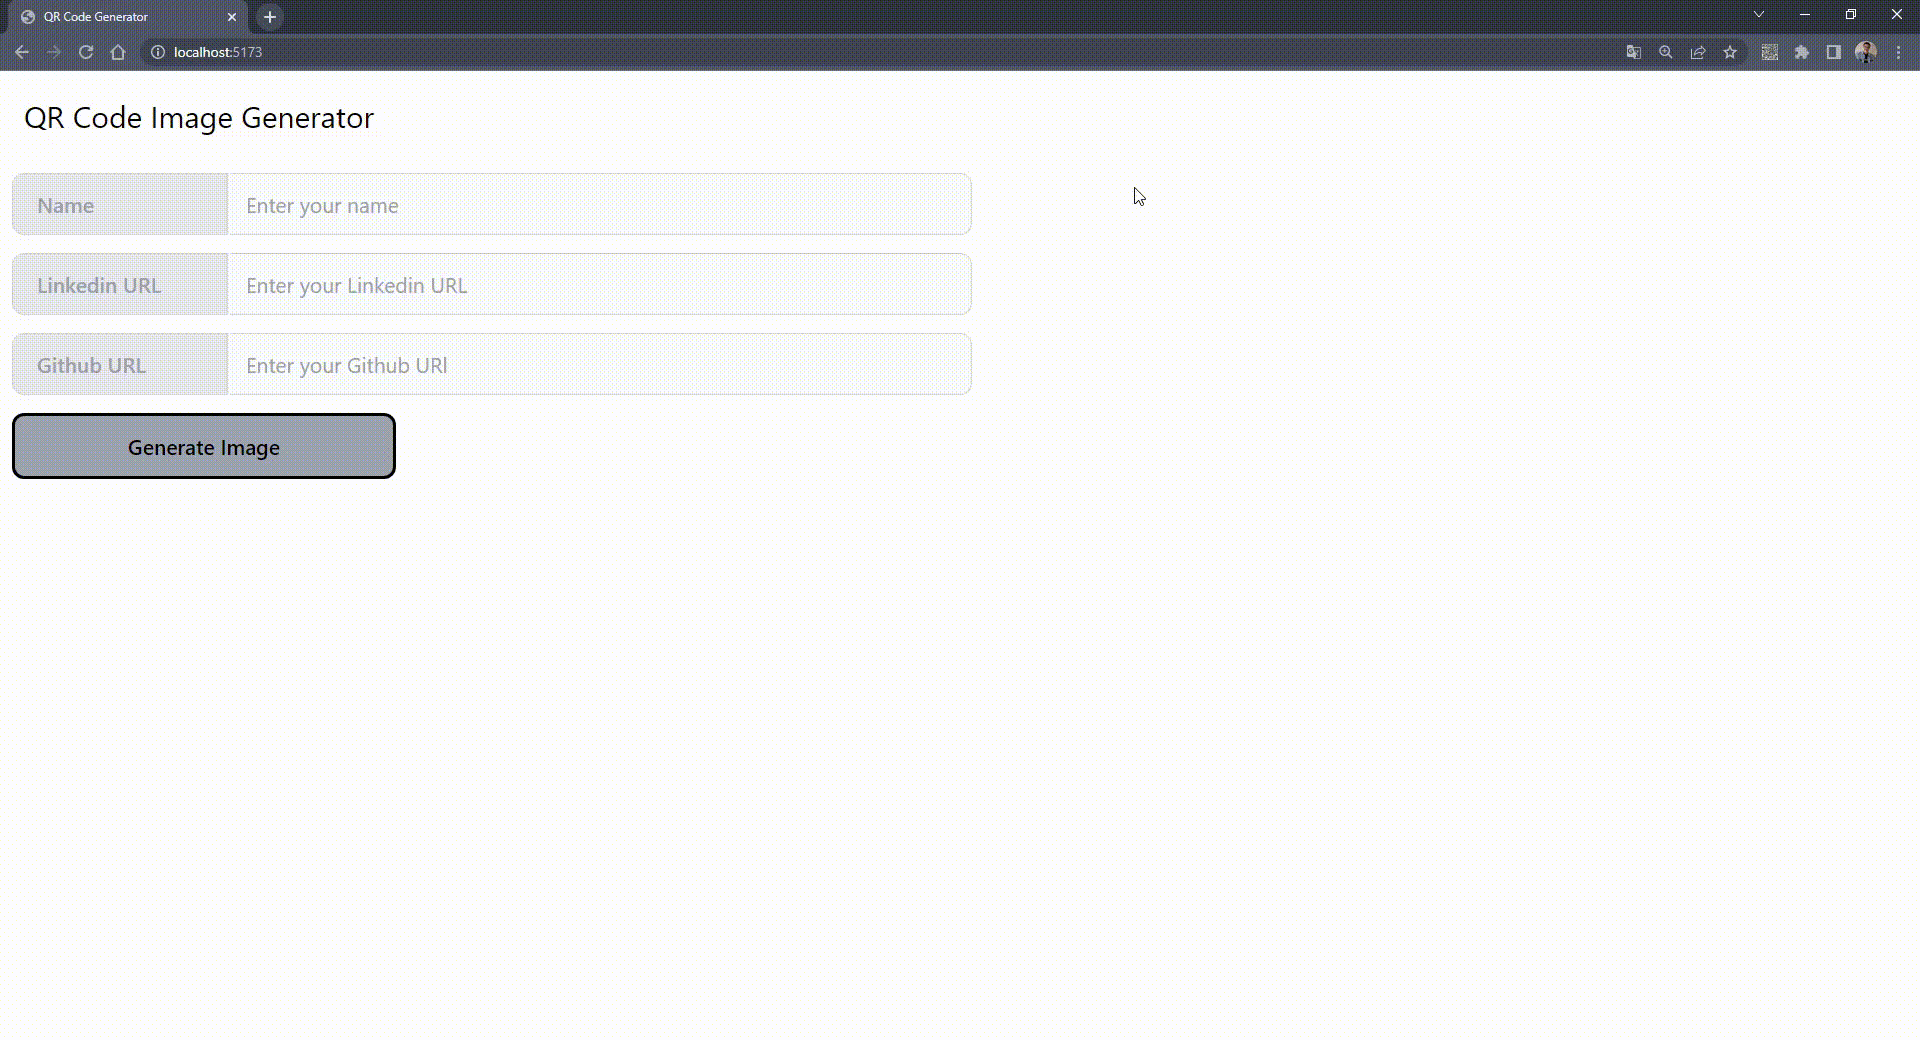 QR Code Generator
localhost:5173
QR Code Image Generator
Name Enter your name
Linkedin URL Enter your Linkedin URL
Github URL Enter your Github URl
Generate Image